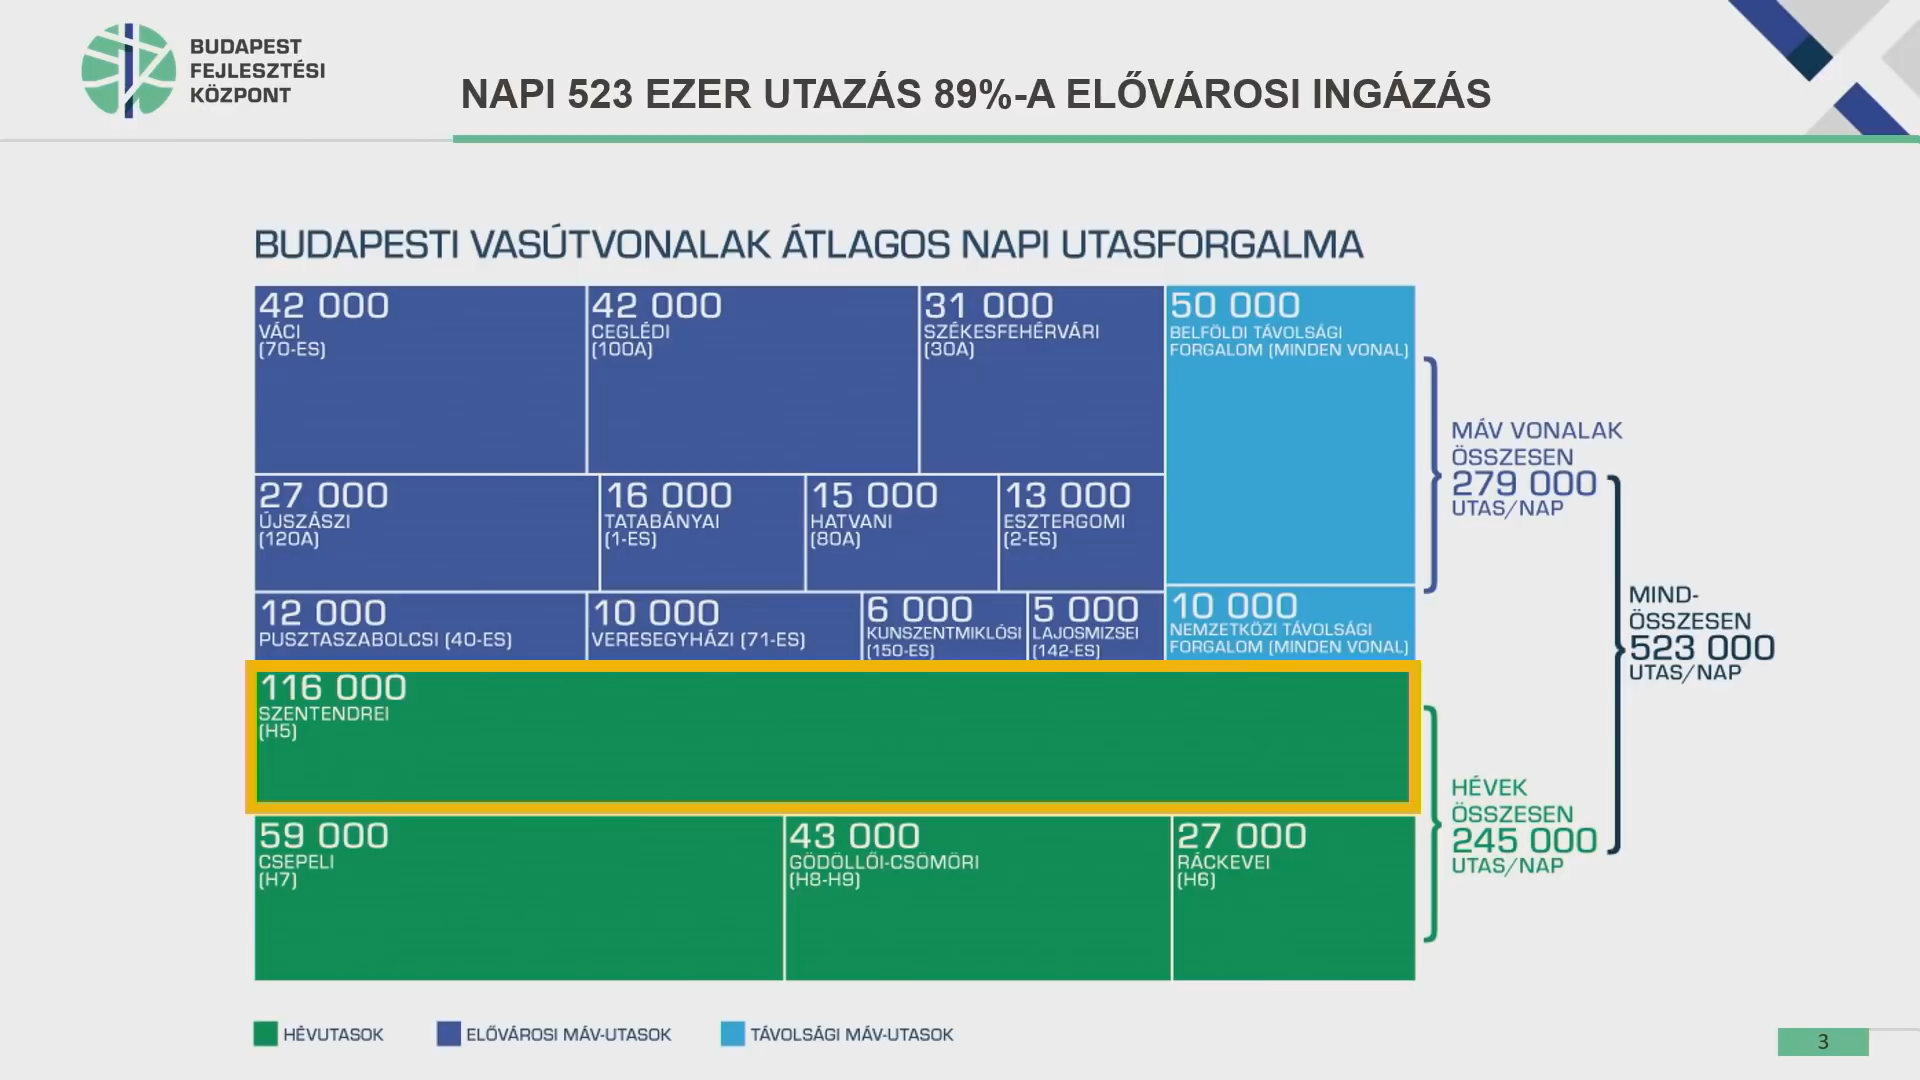 BUDAPEST
FEJLESZTÉSI
KÖZPONT
NAPI 523 EZER UTAZÁS 89%-A ELŐVÁROSI INGÁZÁS
BUDAPESTI VASÚTVONALAK ÁTLAGOS NAPI UTASFORGALMA
42 000
VÁCI
(70-ES)
42 000
CEGLÉDI
(100A)
31 000
SZÉKESFEHÉRVÁRI
(30A)
50 000
BELFÖLDI TÁVOLSÁGI
FORGALOM (MINDEN VONAL)
27 000
ÚJSZÁSZI
(120A)
16 000
TATABÁNYAI
(1-ES)
15 000
HATVANI
(80A)
13 000
ESZTERGOMI
(2-ES)
12 000
PUSZTASZABOLCSI (40-ES)
10 000
VERESEGYHÁZI (71-ES)
6 000
KUNSZENTMIKLÓSI
(150-ES)
5 000
LAJOSMIZSEI
(142-ES)
10 000
NEMZETKÖZI TÁVOLSÁGI
FORGALOM (MINDEN VONAL)
MÁV VONALAK
ÖSSZESEN
279 000
UTAS/NAP
MIND-
ÖSSZESEN
523 000
UTAS/NAP
116 000
SZENTENDREI
(H5)
59 000
CSEPELI
(H7)
43 000
GÖDÖLLŐI-CSÖMÖRI
(H8-H9)
27 000
RÁCKEVEI
(H6)
HÉVEK
ÖSSZESEN
245 000
UTAS/NAP
HÉVUTASOK
ELŐVÁROSI MÁV-UTASOK
TÁVOLSÁGI MÁV-UTASOK
3